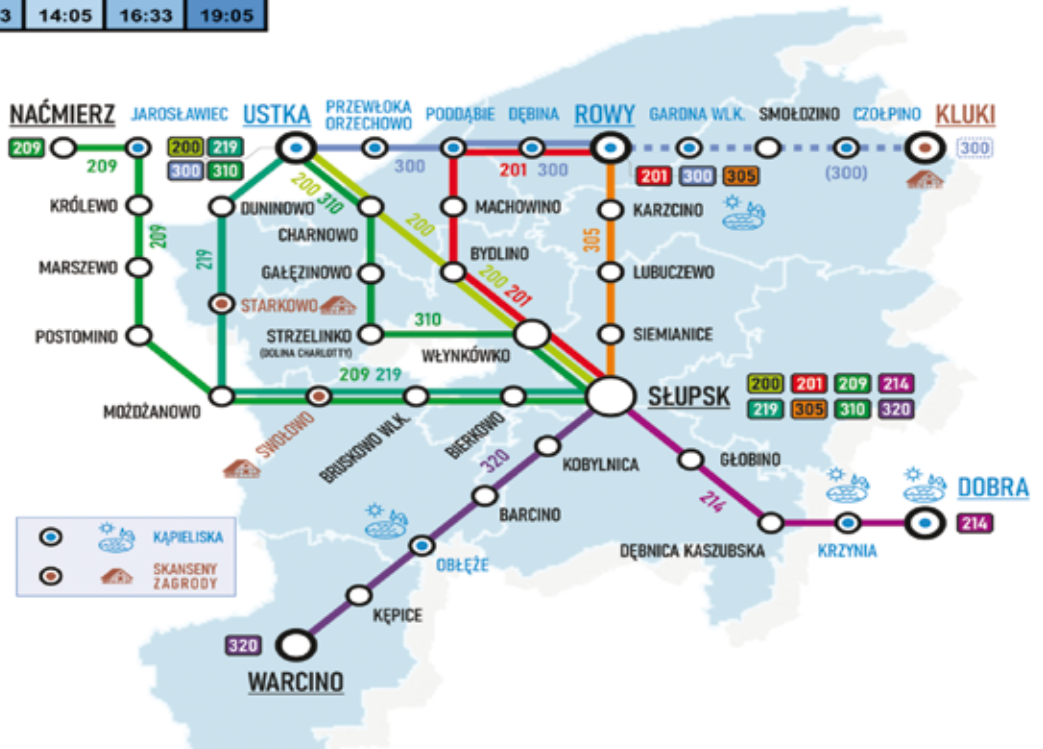 3 14:05 16:33 19:05
NAĆMIERZ JAROSŁAWIEC USTKA PRZEWŁOKA
ORZECHOWO PODDĄBIE DĘBINA ROWY GARDNA WLK. SMOŁDZINO CZOŁPINO KLUKI
209
209
200 219
300 310
300
201 300
201 300 305
(300)
300
KRÓLEWO
209
DUNINOWO
200 310
CHARNOWO
200
MACHOWINO
KARZCINO
305
MARSZEWO
219
GAŁĘZINOWO
BYDLINO
200 201
LUBUCZEWO
STARKOWO
POSTOMINO
STRZELINKO
(DOLINA CHARLOTTY)
310
WŁYNKÓWKO
SIEMIANICE
MOŻDŻANOWO
209 219
SŁUPSK
200 201 209 214
219 305 310 320
SWOŁOWO
BRUSKOWO WLK.
BIERKOWO
320
KOBYLNICA
GŁOBINO
214
BARCINO
DOBRA
214
DĘBNICA KASZUBSKA
KRZYNIA
KĄPIELISKA
SKANSENY
ZAGRODY
OBŁĘŻE
KĘPICE
320
WARCINO